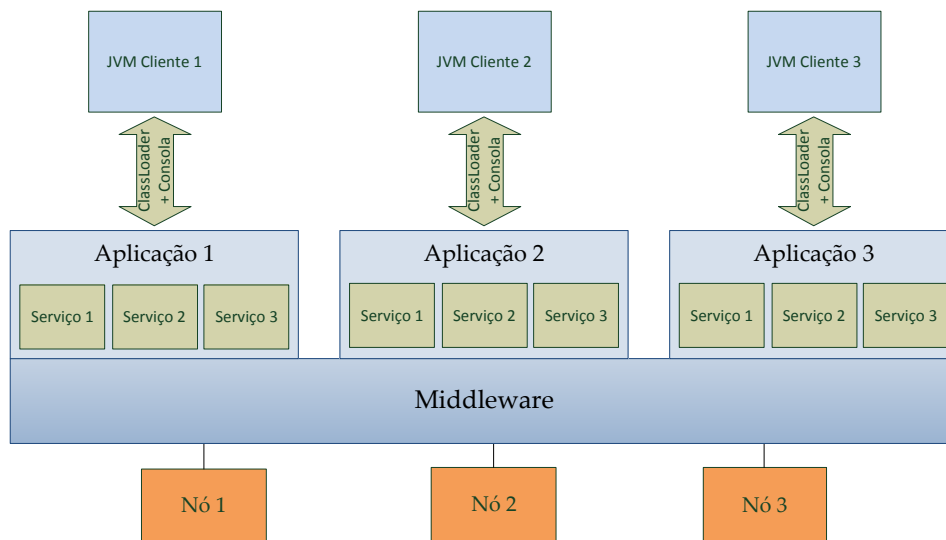 JVM Cliente 1
JVM Cliente 2
JVM Cliente 3
ClassLoader
+ Consola
ClassLoader
+ Consola
ClassLoader
+ Consola
Aplicação 1
Aplicação 2
Aplicação 3
Serviço 1
Serviço 2
Serviço 3
Serviço 1
Serviço 2
Serviço 3
Serviço 1
Serviço 2
Serviço 3
Middleware
Nó 1
Nó 2
Nó 3